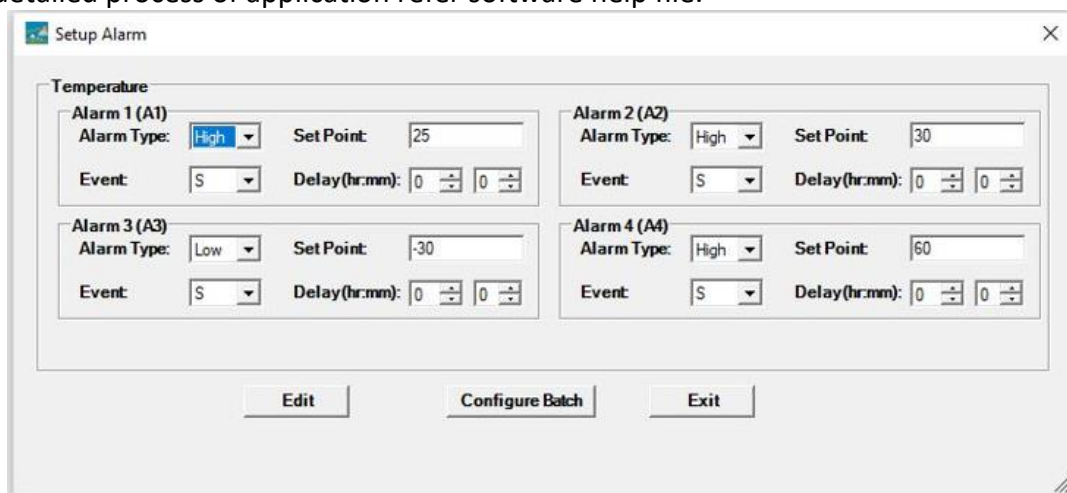 detailed process of application refer software help file.
Setup Alarm
Temperature
Alarm 1 (A1)
Alarm Type: High Set Point: 25
Event: S Delay(hr:mm): 0 0
Alarm 2 (A2)
Alarm Type: High Set Point: 30
Event: S Delay(hr:mm): 0 0
Alarm 3 (A3)
Alarm Type: Low Set Point: -30
Event: S Delay(hr:mm): 0 0
Alarm 4 (A4)
Alarm Type: High Set Point: 60
Event: S Delay(hr:mm): 0 0
Edit Configure Batch Exit